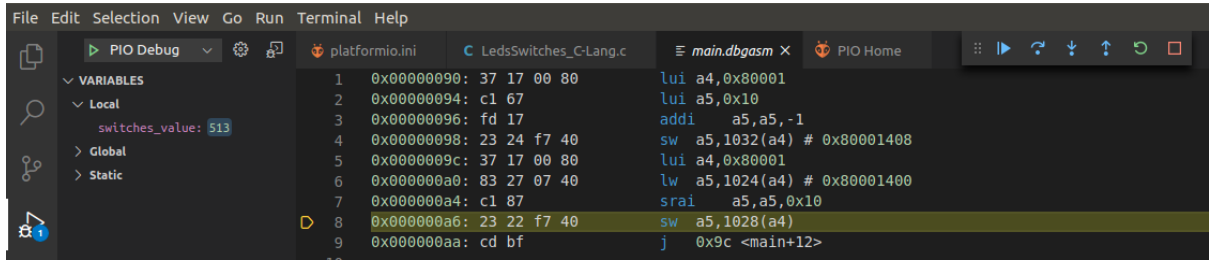 File Edit Selection View Go Run Terminal Help
PIO Debug
platformio.ini
C LedsSwitches_C-Lang.c
main.dbgasm
PIO Home
VARIABLES
Local
switches_value: 513
Global
Static
1
1 0x00000090: 37 17 00 80 lui a4,0x80001
2 0x00000094: c1 67 lui a5,0x10
3 0x00000096: fd 17 addi a5,a5,-1
4 0x00000098: 23 24 f7 40 sw a5,1032(a4) # 0x80001408
5 0x0000009c: 37 17 00 80 lui a4,0x80001
6 0x000000a0: 83 27 07 40 lw a5,1024(a4) # 0x80001400
7 0x000000a4: c1 87 srai a5,a5,0x10
8 0x000000a6: 23 22 f7 40 sw a5,1028(a4)
9 0x000000aa: cd bf j 0x9c <main+12>